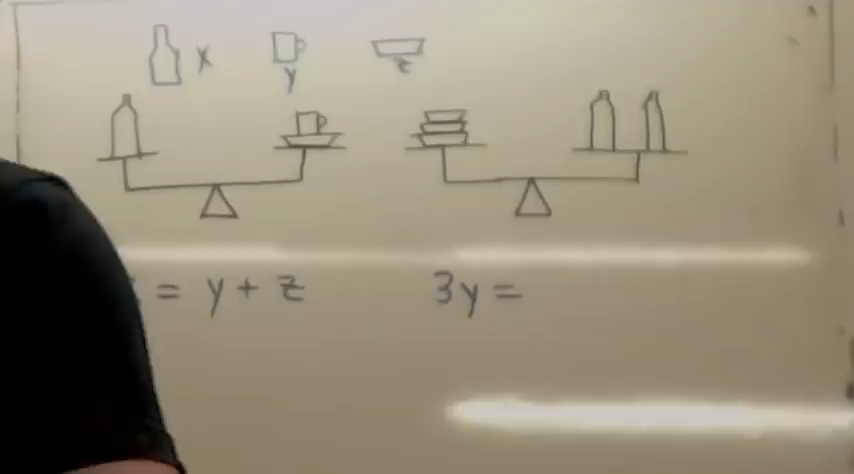 x
y
z
= y + z
3y =